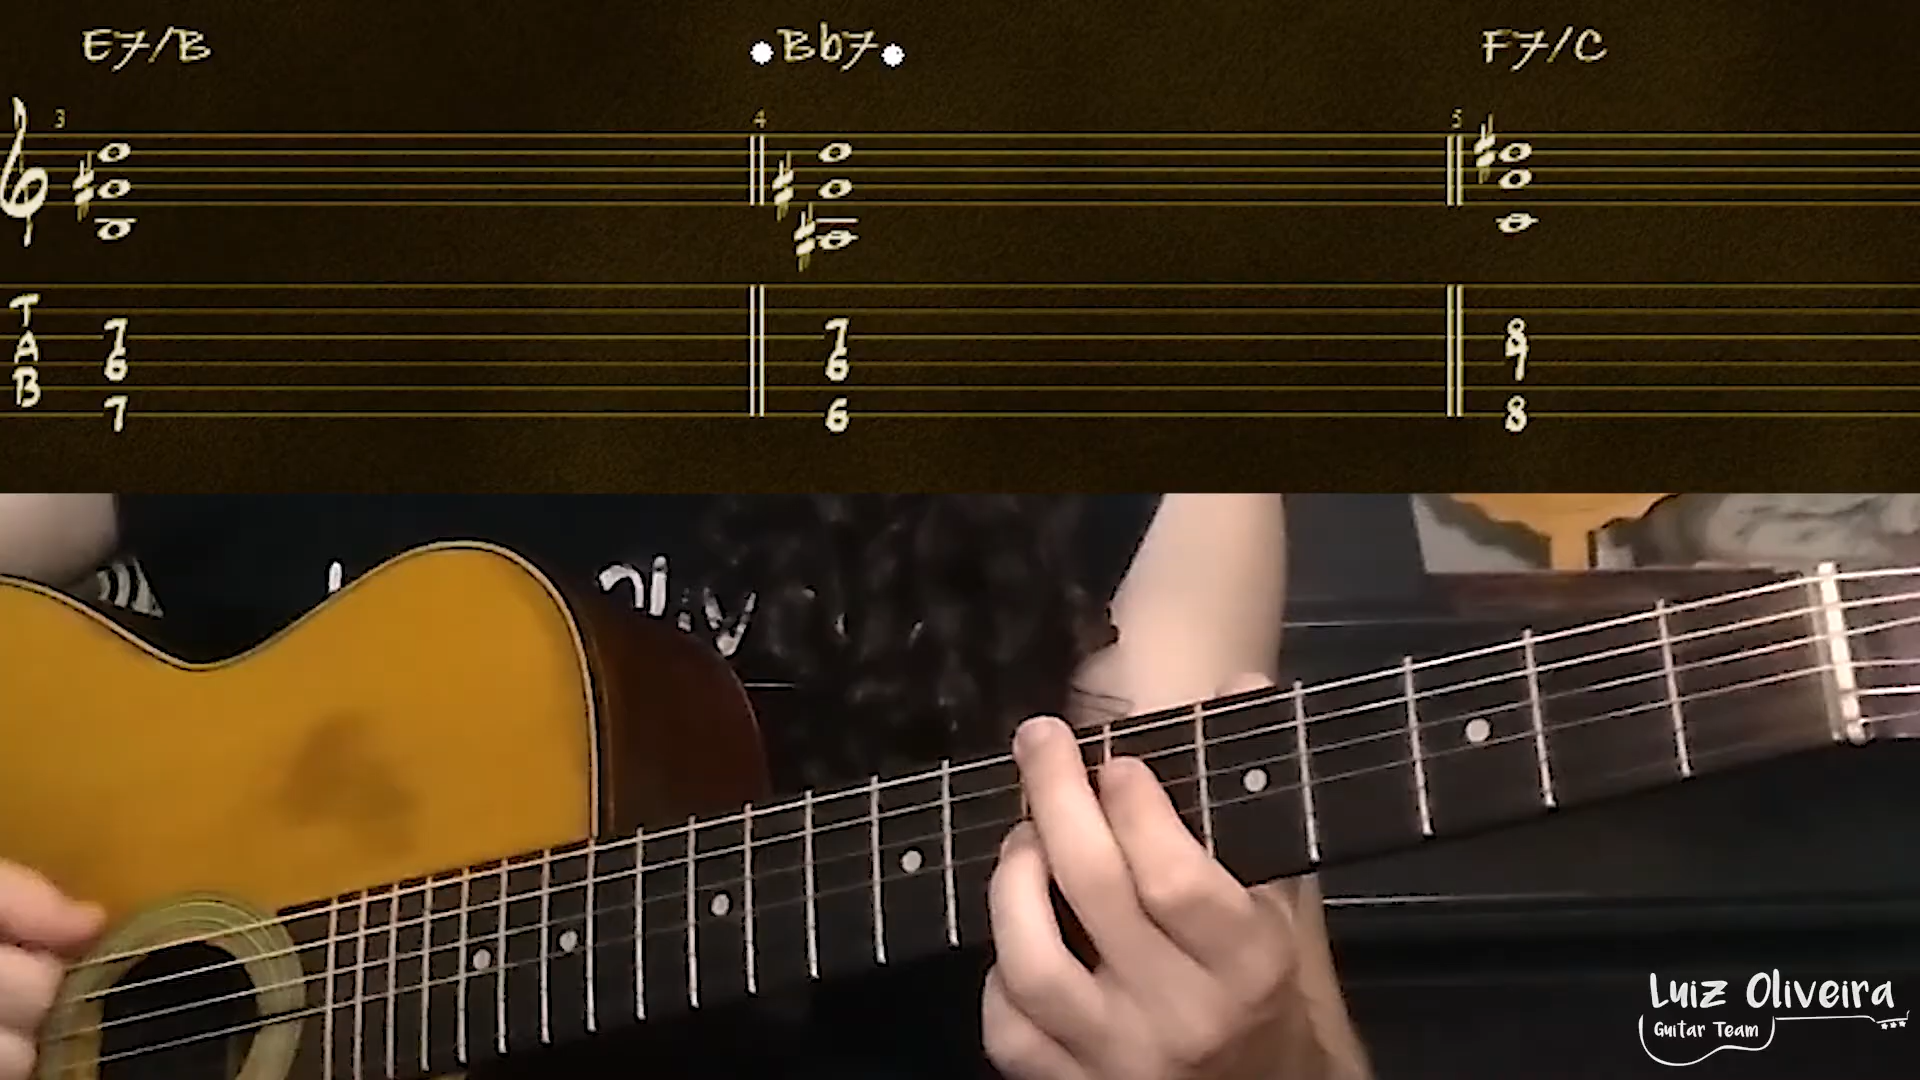 E7/B •Bb7• F7/C
3 4 5
T
A
B
7 7 8
6 6 7
7 6 8
Luiz Oliveira
Guitar Team